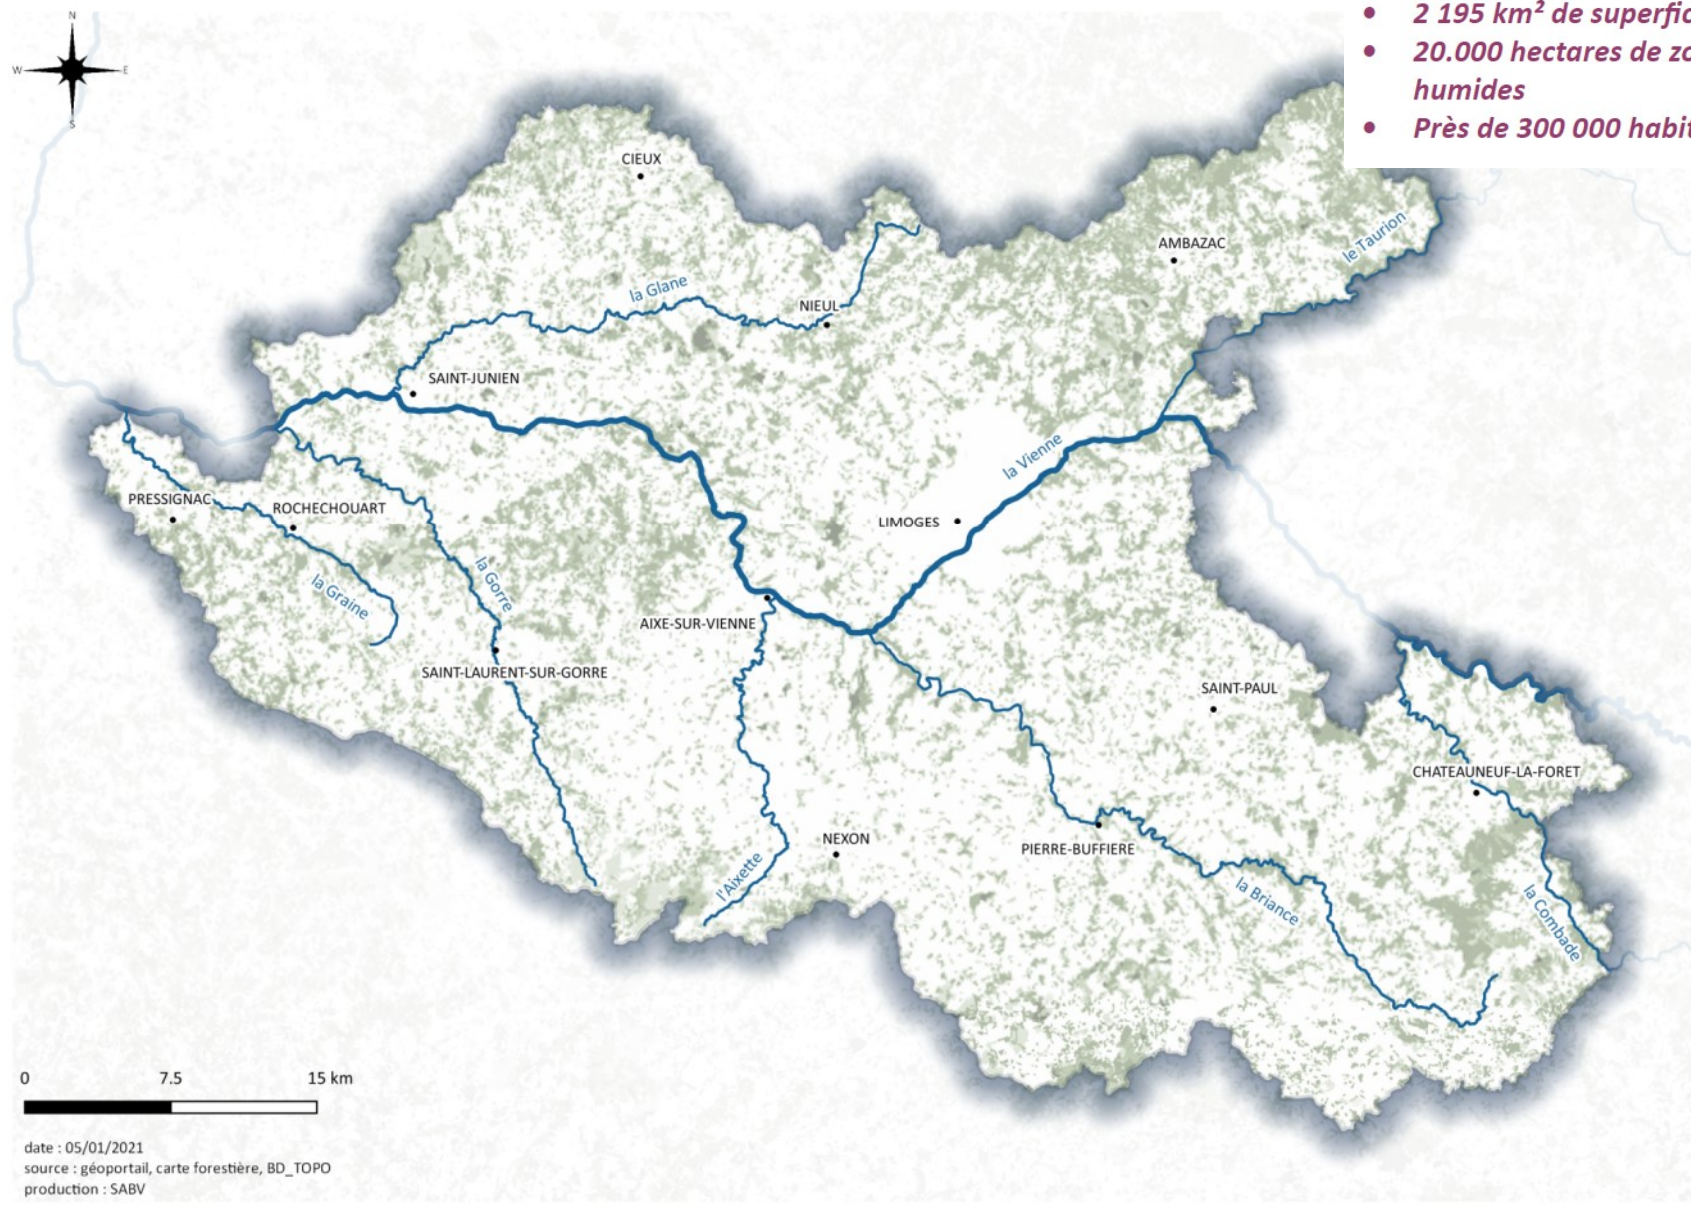 N
W E
S
• 2 195 km² de
• 20.000 hectares de
humides
• Près de 300 000
CIEUX
AMBAZAC
le Taurion
la Glane
NIEUL
SAINT-JUNIEN
la Vienne
PRESSIGNAC
ROCHECHOUART
LIMOGES
la Graine
la Gorre
AIXE-SUR-VIENNE
SAINT-LAURENT-SUR-GORRE
SAINT-PAUL
CHATEAUNEUF-LA-FORET
NEXON
PIERRE-BUFFIERE
l'Aixette
la Briance
la Combade
0 7.5 15 km
date : 05/01/2021
source : géoportail, carte forestière, BD_TOPO
production : SABV